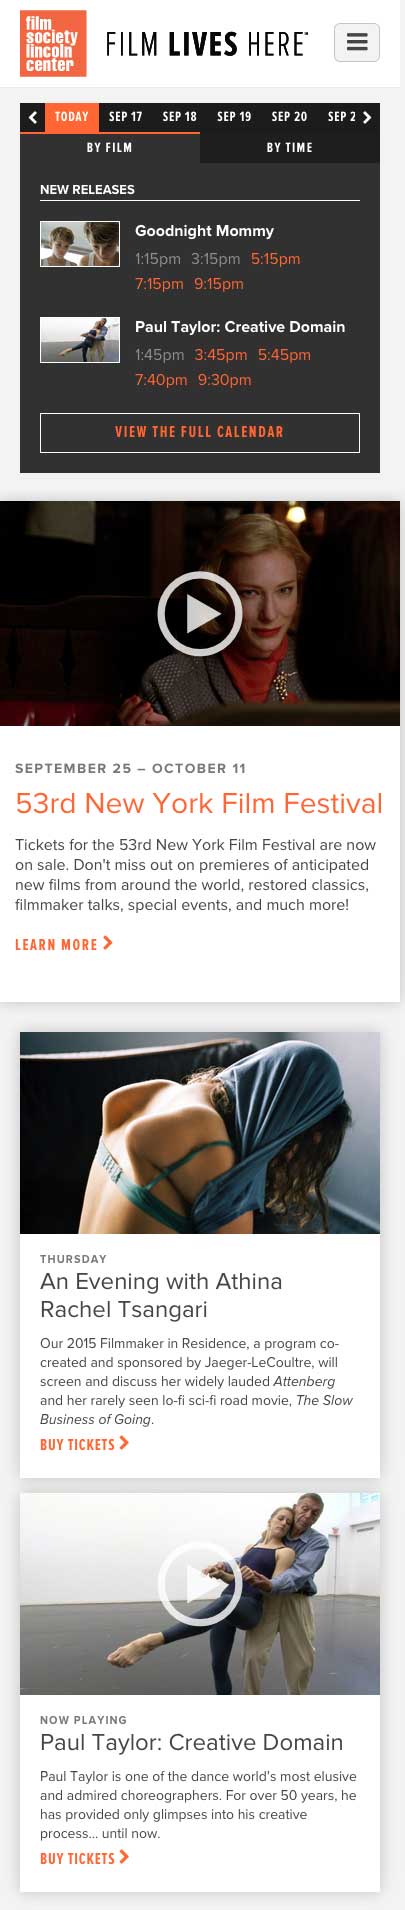 film
society
lincoln
center
FILM LIVES HERE™
TODAY SEP 17 SEP 18 SEP 19 SEP 20 SEP 2
BY FILM BY TIME
NEW RELEASES
Goodnight Mommy
1:15pm 3:15pm 5:15pm
7:15pm 9:15pm
Paul Taylor: Creative Domain
1:45pm 3:45pm 5:45pm
7:40pm 9:30pm
VIEW THE FULL CALENDAR
SEPTEMBER 25 – OCTOBER 11
53rd New York Film Festival
Tickets for the 53rd New York Film Festival are now
on sale. Don't miss out on premieres of anticipated
new films from around the world, restored classics,
filmmaker talks, special events, and much more!
LEARN MORE
THURSDAY
An Evening with Athina
Rachel Tsangari
Our 2015 Filmmaker in Residence, a program co-
created and sponsored by Jaeger-LeCoultre, will
screen and discuss her widely lauded Attenberg
and her rarely seen lo-fi sci-fi road movie, The Slow
Business of Going.
BUY TICKETS
NOW PLAYING
Paul Taylor: Creative Domain
Paul Taylor is one of the dance world's most elusive
and admired choreographers. For over 50 years, he
has provided only glimpses into his creative
process... until now.
BUY TICKETS